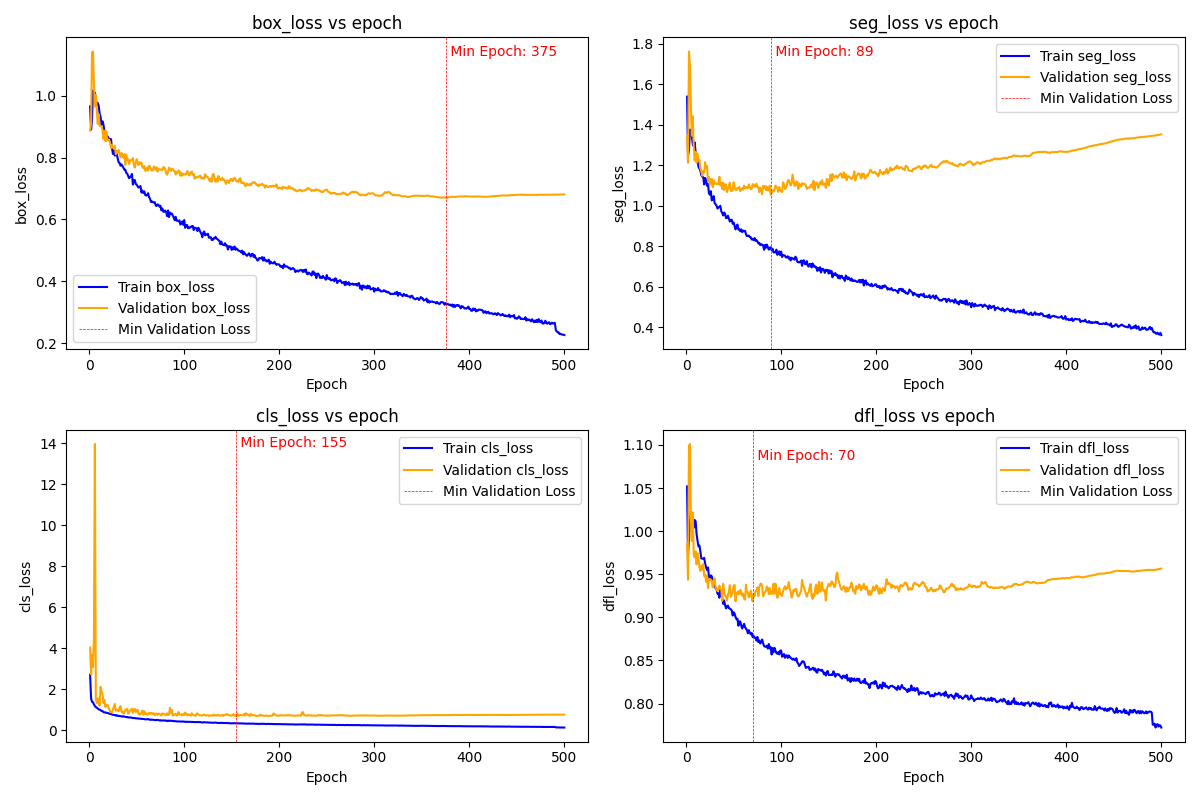 box_loss vs epoch
Min Epoch: 375
1.0
0.8
0.6
0.4
0.2
box_loss
Train box_loss
Validation box_loss
Min Validation Loss
0 100 200 300 400 500
Epoch
seg_loss vs epoch
Min Epoch: 89
1.8
1.6
1.4
1.2
1.0
0.8
0.6
0.4
seg_loss
Train seg_loss
Validation seg_loss
Min Validation Loss
0 100 200 300 400 500
Epoch
cls_loss vs epoch
Min Epoch: 155
14
12
10
8
6
4
2
0
cls_loss
Train cls_loss
Validation cls_loss
Min Validation Loss
0 100 200 300 400 500
Epoch
dfl_loss vs epoch
Min Epoch: 70
1.10
1.05
1.00
0.95
0.90
0.85
0.80
dfl_loss
Train dfl_loss
Validation dfl_loss
Min Validation Loss
0 100 200 300 400 500
Epoch